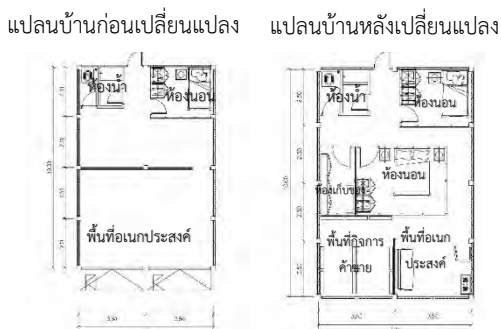 แปลนบ้านก่อนเปลี่ยนแปลง
แปลนบ้านหลังเปลี่ยนแปลง
ห้องน้ำ
ห้องนอน
พื้นที่อเนกประสงค์
3.50
3.50
ห้องน้ำ
ห้องนอน
ห้องนอน
ห้องเก็บของ
พื้นที่กิจการ
ค้าขาย
พื้นที่อเนก
ประสงค์